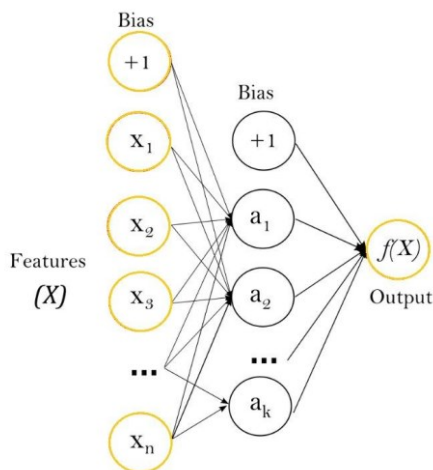 Bias
+1
x₁
x₂
x₃
...
xₙ
Features
(X)
Bias
+1
a₁
a₂
...
aₖ
f(X)
Output